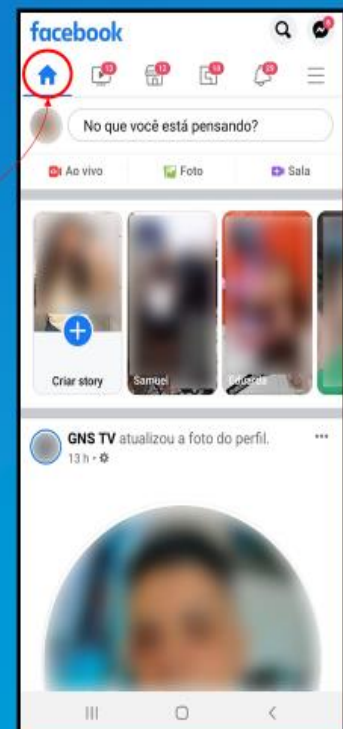 facebook
No que você está pensando?
Ao vivo
Foto
Sala
Criar story
Samuel
Eduarda
GNS TV atualizou a foto do perfil.
13 h